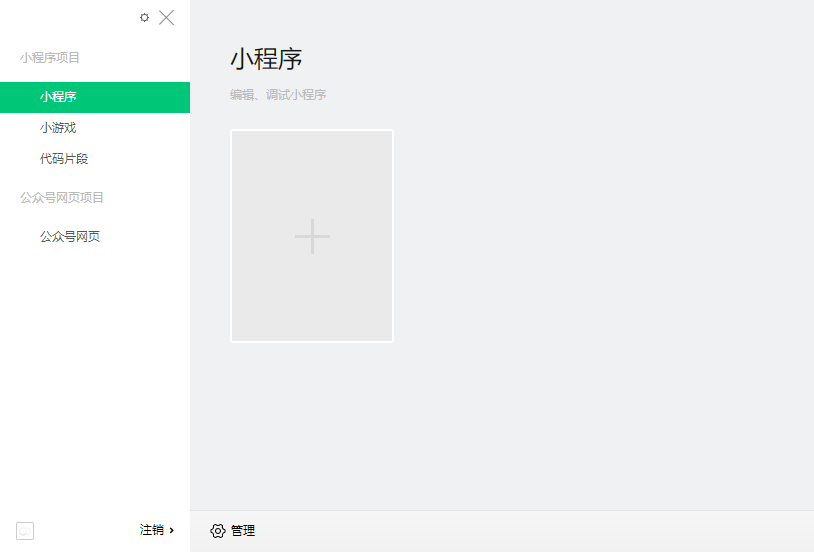 小程序项目
小程序
小游戏
代码片段
公众号网页项目
公众号网页
注销
小程序
编辑、调试小程序
管理